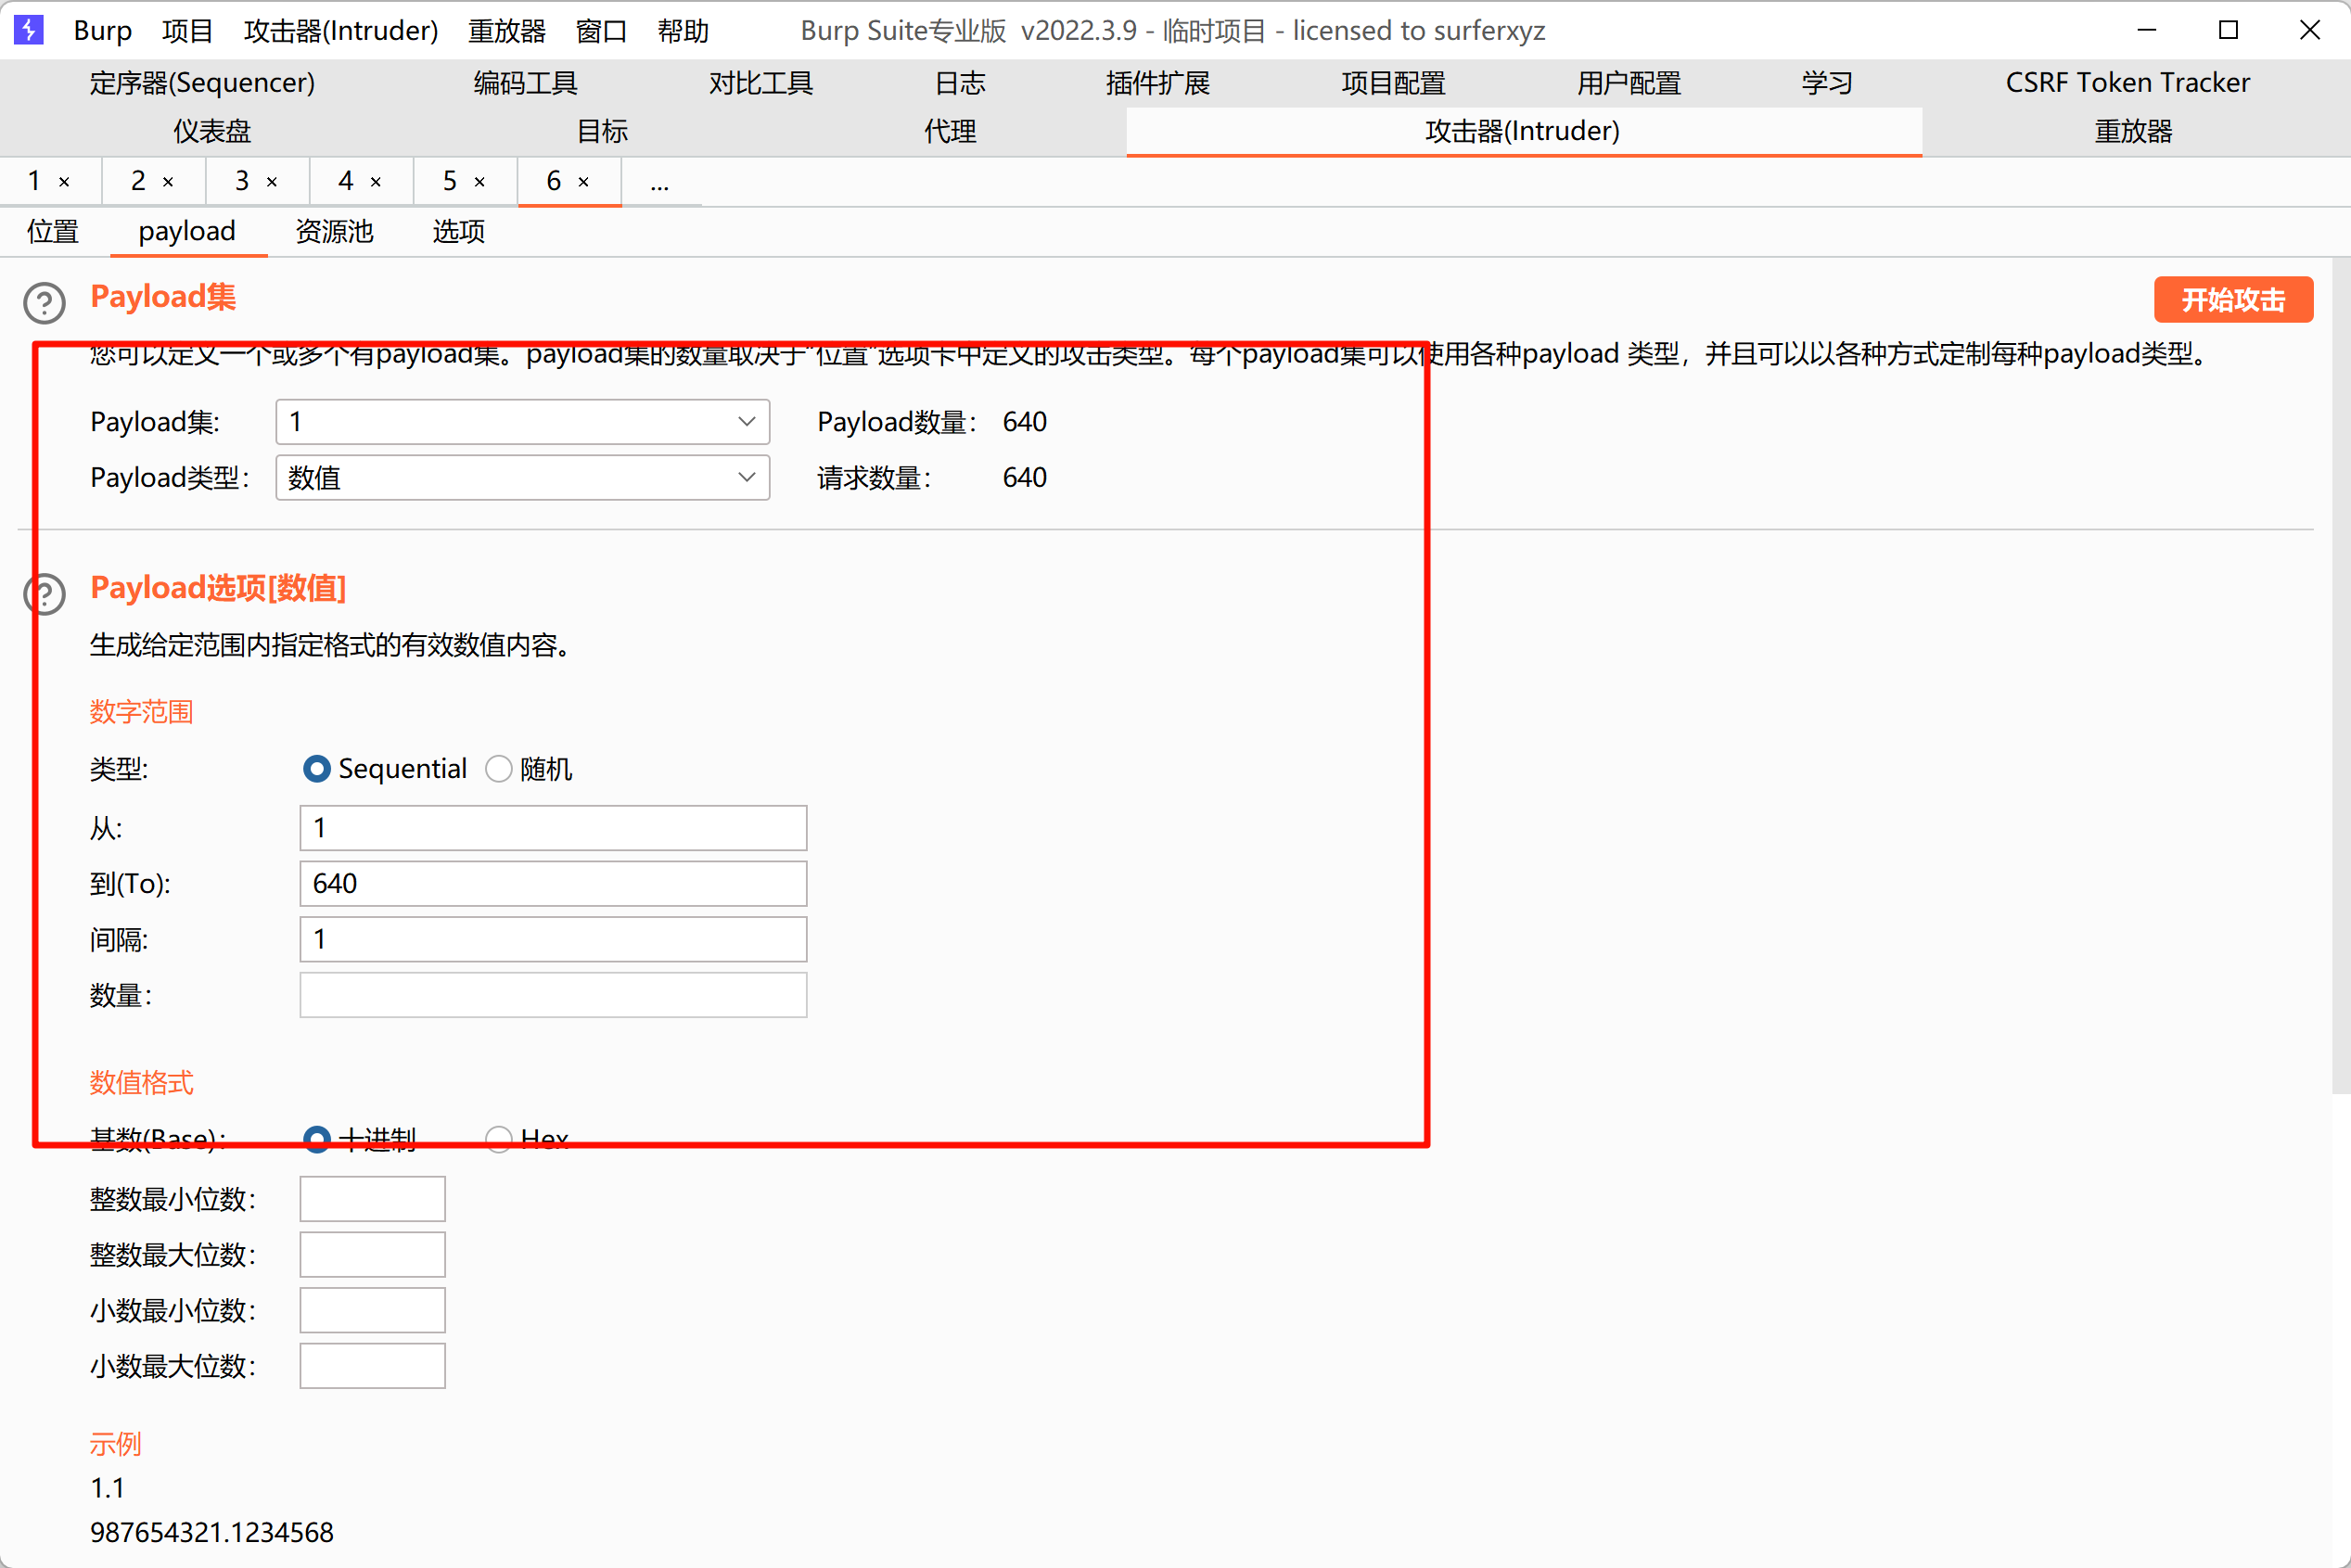 Burp 项目 攻击器(Intruder) 重放器 窗口 帮助 Burp Suite专业版 v2022.3.9 - 临时项目 - licensed to surferxyz
定序器(Sequencer) 编码工具 对比工具 日志 插件扩展 项目配置 用户配置 学习 CSRF Token Tracker
仪表盘 目标 代理 攻击器(Intruder) 重放器
1 × 2 × 3 × 4 × 5 × 6 × ...
位置 payload 资源池 选项
Payload集 开始攻击
您可以定义一个或多个有payload集。payload集的数量取决于"位置"选项卡中定义的攻击类型。每个payload集可以使用各种payload 类型，并且可以以各种方式定制每种payload类型。
Payload集: 1 Payload数量： 640
Payload类型： 数值 请求数量： 640
Payload选项[数值]
生成给定范围内指定格式的有效数值内容。
数字范围
类型: Sequential 随机
从: 1
到(To): 640
间隔: 1
数量：
数值格式
基数(Base)： 十进制 Hex
整数最小位数：
整数最大位数：
小数最小位数：
小数最大位数：
示例
1.1
987654321.1234568